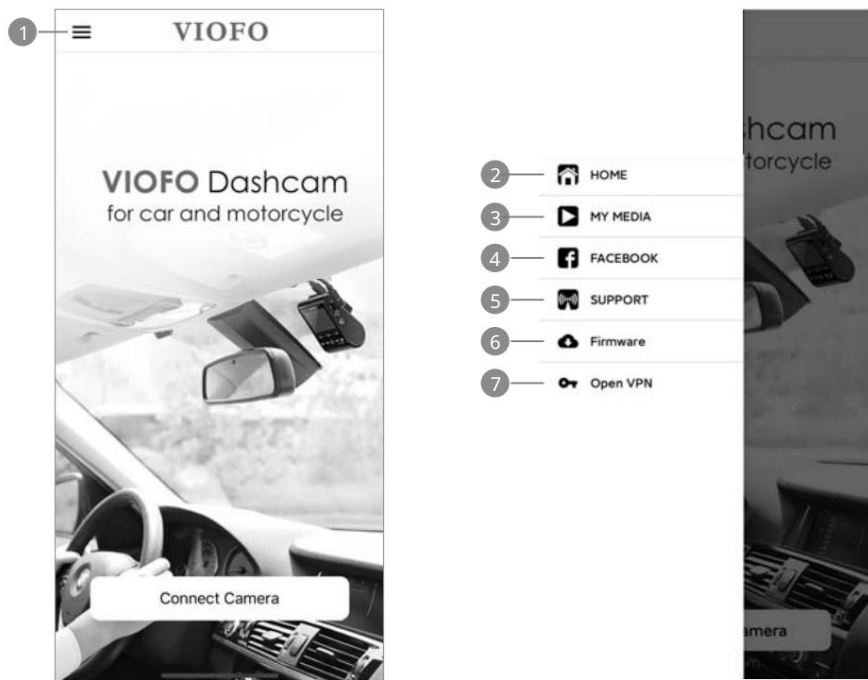 1
VIOFO
VIOFO Dashcam
for car and motorcycle
Connect Camera
hcam
torcycle
2 HOME
3 MY MEDIA
4 FACEBOOK
5 SUPPORT
6 Firmware
7 Open VPN
amera